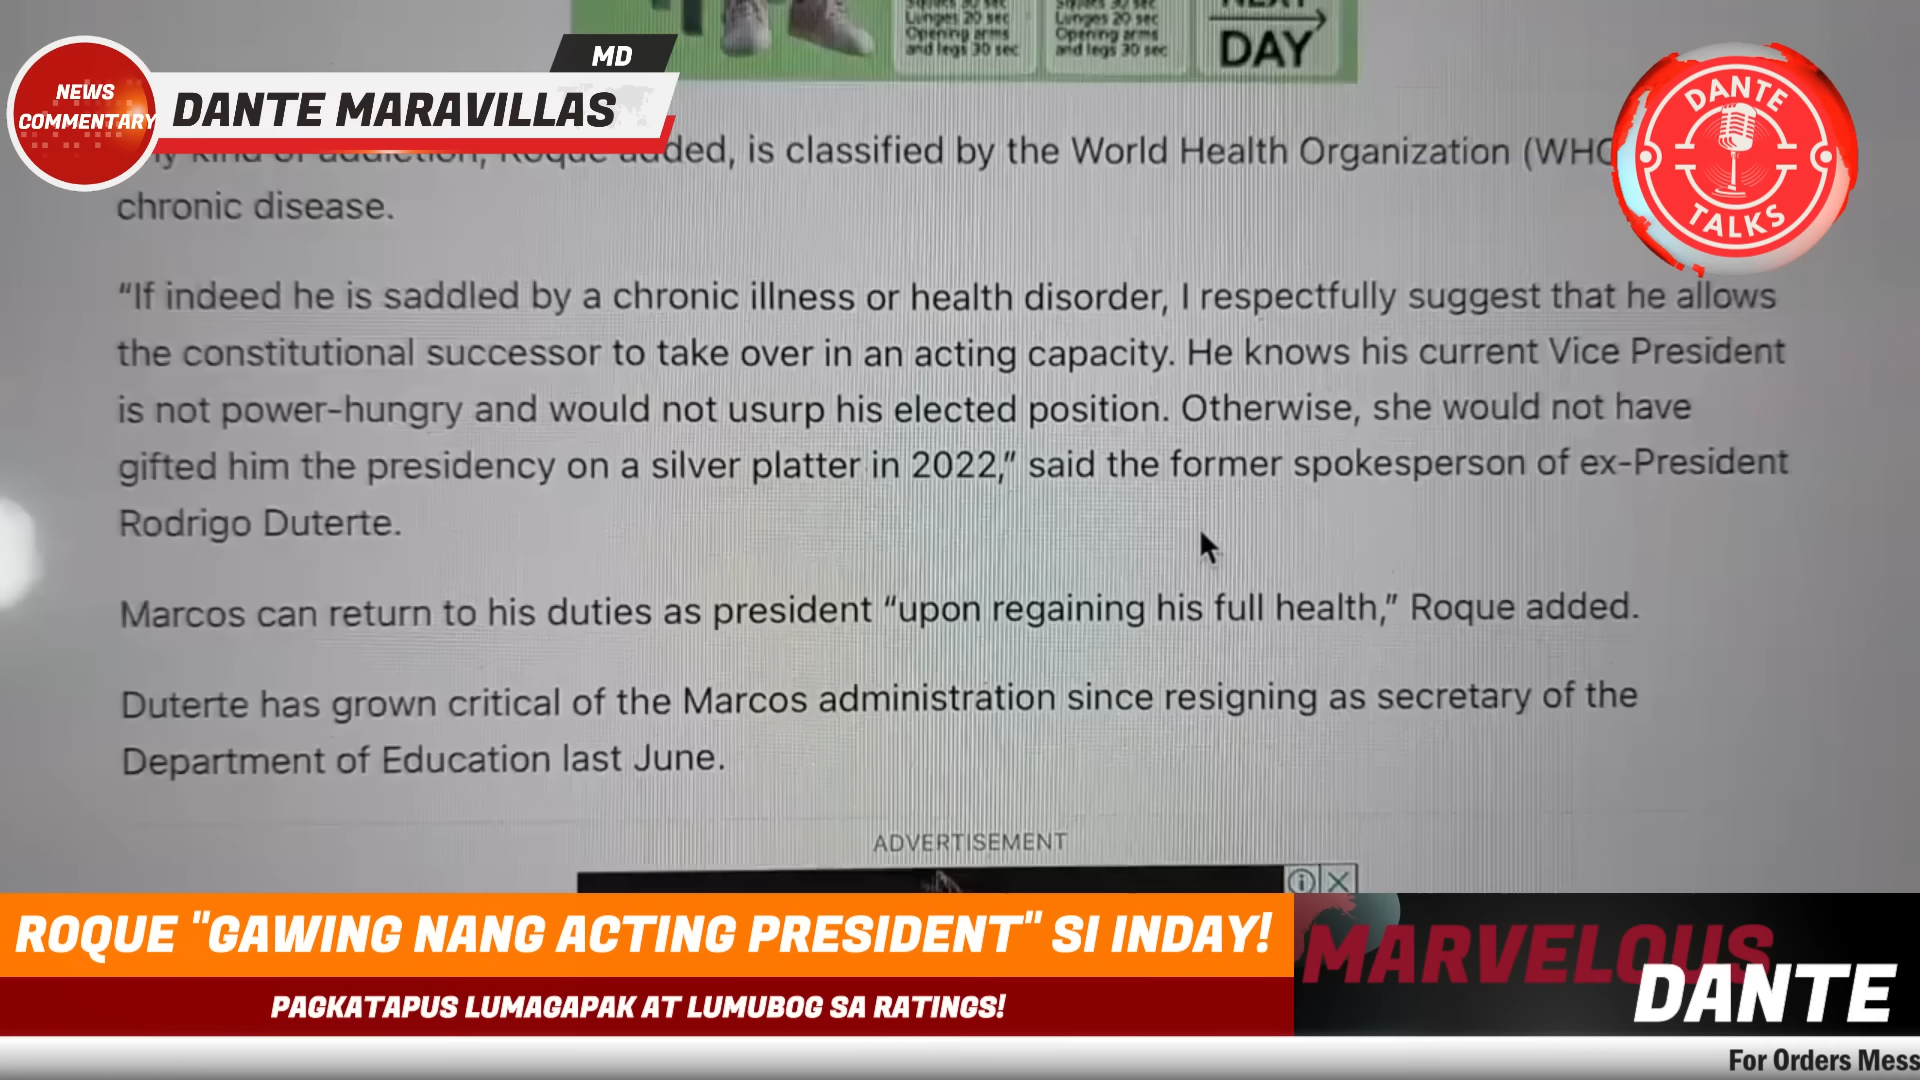 Lunges 20 sec
Opening arms
and legs 30 sec
Lunges 20 sec
Opening arms
and legs 30 sec
NEXT
DAY
MD
NEWS
COMMENTARY
DANTE MARAVILLAS
DANTE
TALKS
kind of addiction, Roque added, is classified by the World Health Organization (WHO
chronic disease.
“If indeed he is saddled by a chronic illness or health disorder, I respectfully suggest that he allows
the constitutional successor to take over in an acting capacity. He knows his current Vice President
is not power-hungry and would not usurp his elected position. Otherwise, she would not have
gifted him the presidency on a silver platter in 2022,” said the former spokesperson of ex-President
Rodrigo Duterte.
Marcos can return to his duties as president “upon regaining his full health,” Roque added.
Duterte has grown critical of the Marcos administration since resigning as secretary of the
Department of Education last June.
ADVERTISEMENT
ROQUE "GAWING NANG ACTING PRESIDENT" SI INDAY!
PAGKATAPUS LUMAGAPAK AT LUMUBOG SA RATINGS!
MARVELOUS
DANTE
For Orders Mess